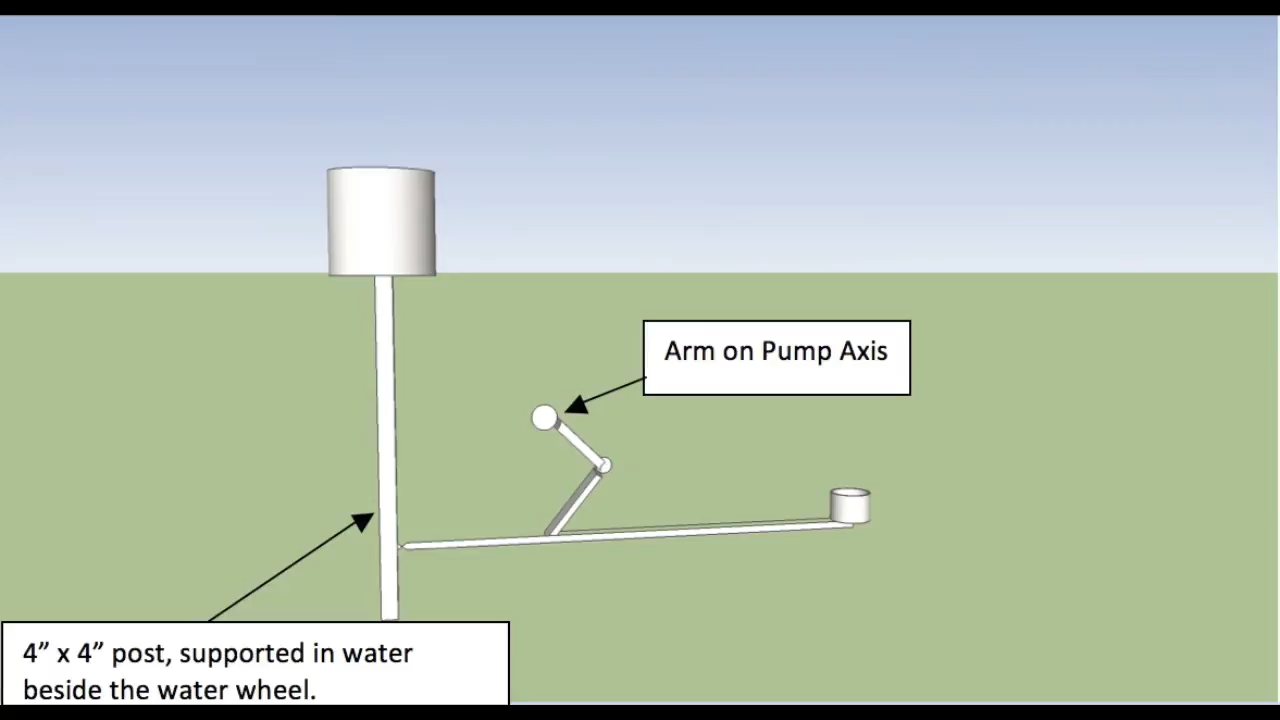 Arm on Pump Axis
4” x 4” post, supported in water
beside the water wheel.